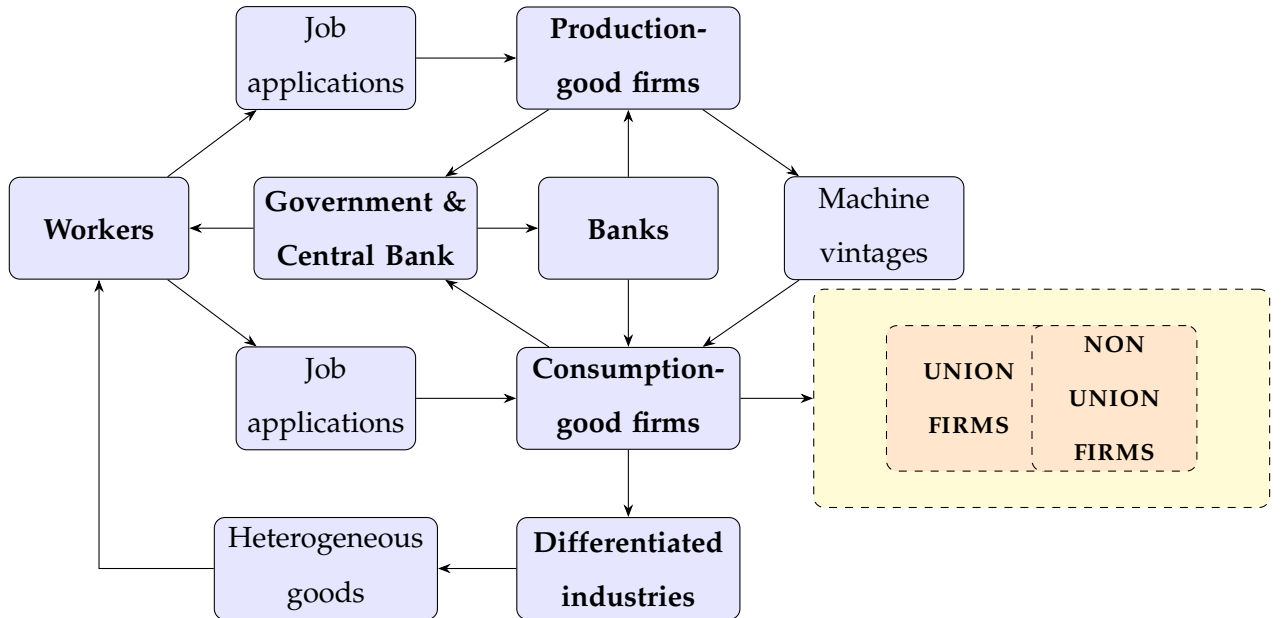 Job
applications
Production-
good firms
Workers
Government &
Central Bank
Banks
Machine
vintages
Job
applications
Consumption-
good firms
UNION
FIRMS
NON
UNION
FIRMS
Heterogeneous
goods
Differentiated
industries